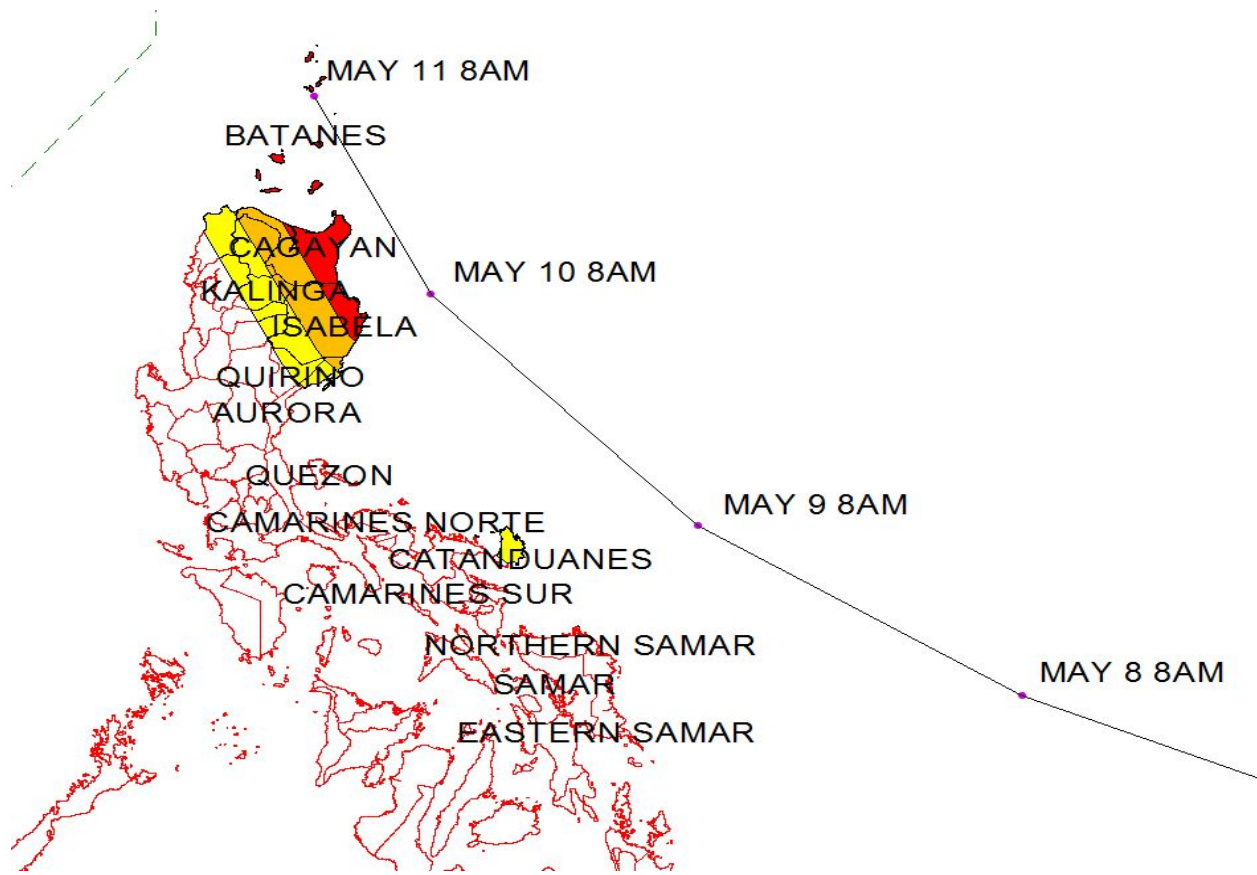 MAY 11 8AM
BATANES
CAGAYAN
MAY 10 8AM
KALINGA
ISABELA
QUIRINO
AURORA
QUEZON
MAY 9 8AM
CAMARINES NORTE
CATANDUANES
CAMARINES SUR
NORTHERN SAMAR
MAY 8 8AM
SAMAR
EASTERN SAMAR